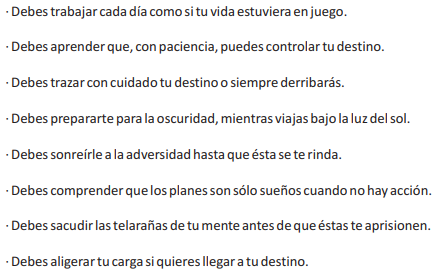 · Debes trabajar cada día como si tu vida estuviera en juego.
· Debes aprender que, con paciencia, puedes controlar tu destino.
· Debes trazar con cuidado tu destino o siempre derribarás.
· Debes prepararte para la oscuridad, mientras viajas bajo la luz del sol.
· Debes sonreírle a la adversidad hasta que ésta se te rinda.
· Debes comprender que los planes son sólo sueños cuando no hay acción.
· Debes sacudir las telarañas de tu mente antes de que éstas te aprisionen.
· Debes aligerar tu carga si quieres llegar a tu destino.